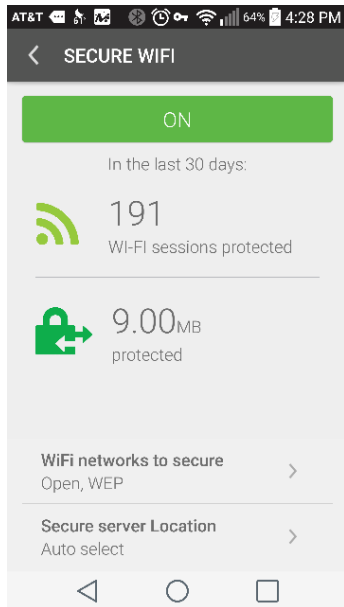 AT&T 64% 4:28 PM
SECURE WIFI
ON
In the last 30 days:
191
WI-FI sessions protected
9.00MB
protected
WiFi networks to secure
Open, WEP
Secure server Location
Auto select